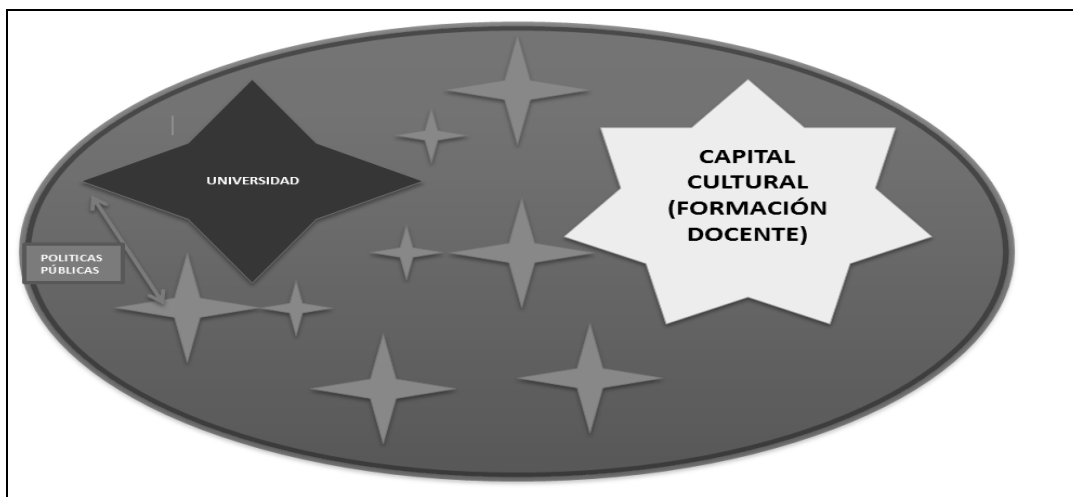 UNIVERSIDAD
CAPITAL
CULTURAL
(FORMACIÓN
DOCENTE)
POLITICAS
PÚBLICAS